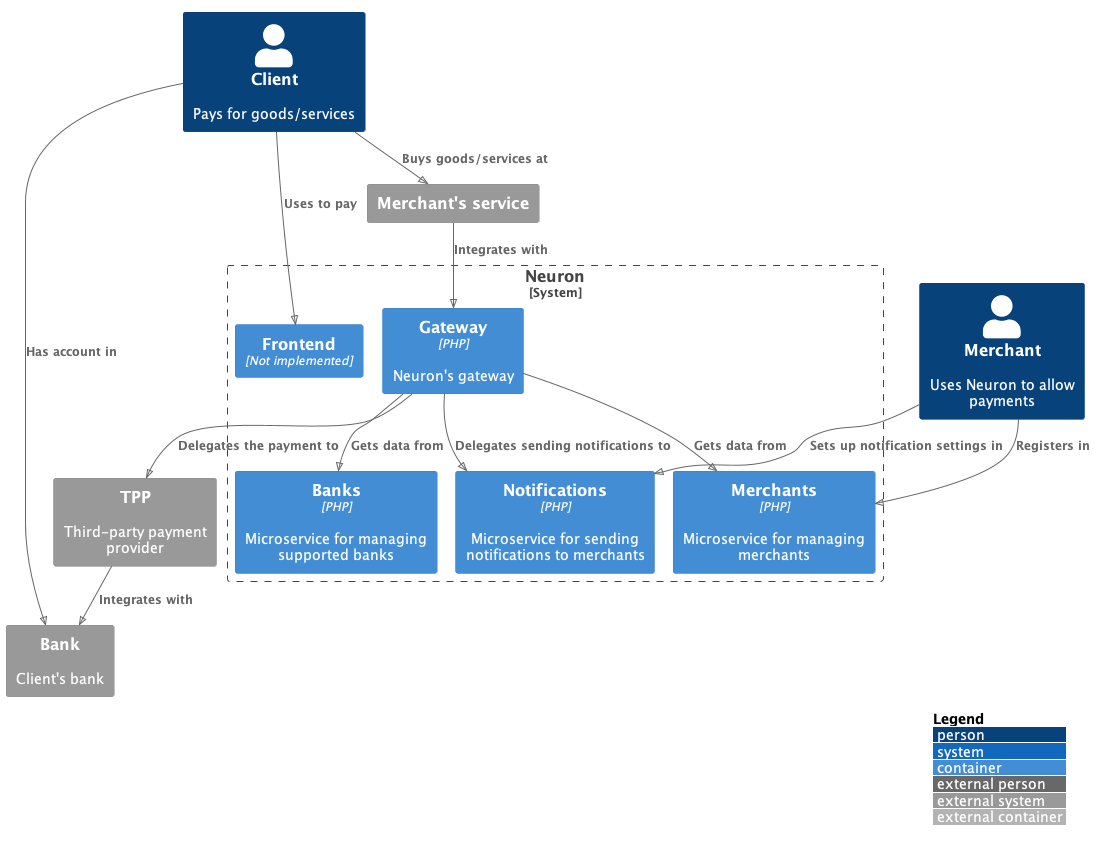 Client
Pays for goods/services
Buys goods/services at
Uses to pay
Merchant's service
Integrates with
Neuron
[System]
Has account in
Frontend
[Not implemented]
Gateway
[PHP]
Neuron's gateway
Merchant
Uses Neuron to allow
payments
Delegates the payment to
Gets data from
Delegates sending notifications to
Gets data from
Sets up notification settings in
Registers in
TPP
Third-party payment
provider
Banks
[PHP]
Microservice for managing
supported banks
Notifications
[PHP]
Microservice for sending
notifications to merchants
Merchants
[PHP]
Microservice for managing
merchants
Integrates with
Bank
Client's bank
Legend
person
system
container
external person
external system
external container